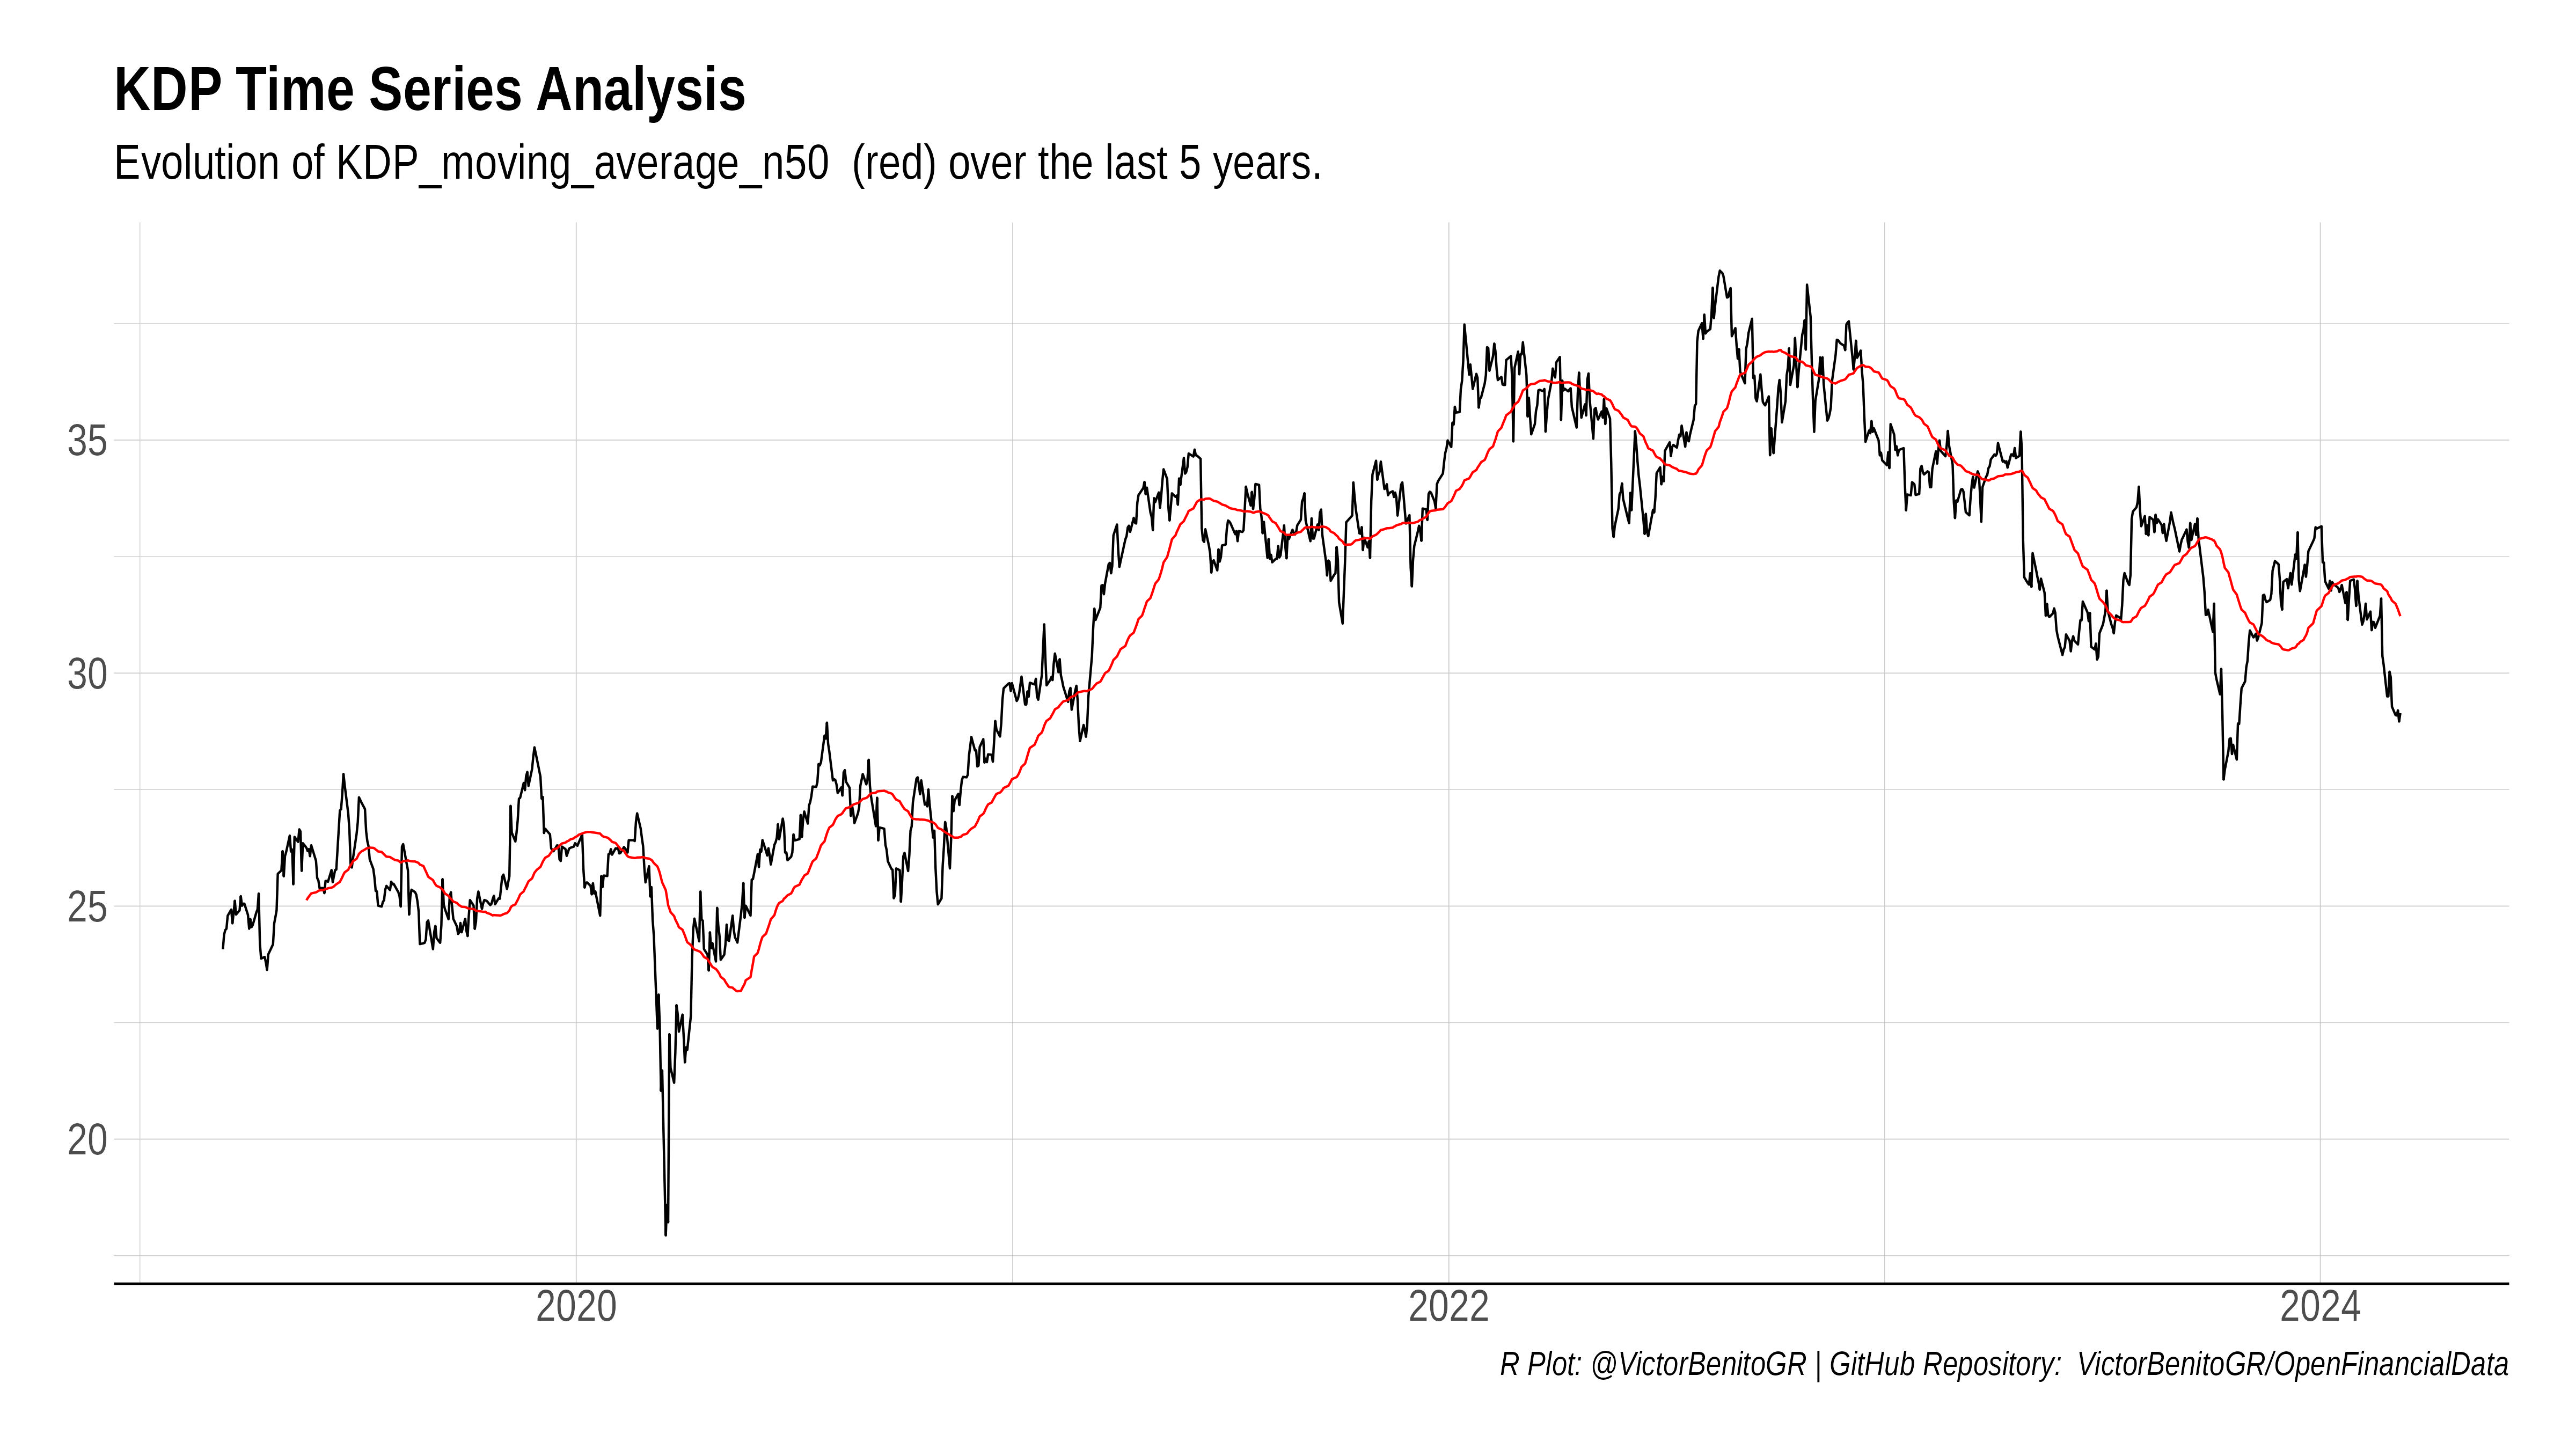 KDP Time Series Analysis
Evolution of KDP_moving_average_n50  (red) over the last 5 years.
35
30
25
20
2020
2022
2024
R Plot: @VictorBenitoGR | GitHub Repository:  VictorBenitoGR/OpenFinancialData